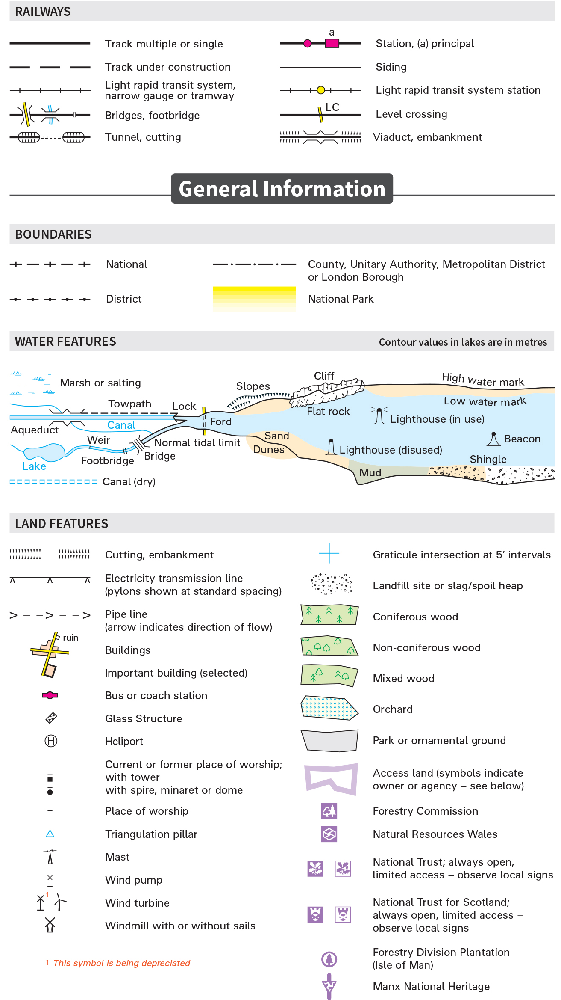 RAILWAYS
Track multiple or single
a
Station, (a) principal
Track under construction
Siding
Light rapid transit system,
narrow gauge or tramway
Light rapid transit system station
Bridges, footbridge
LC
Level crossing
Tunnel, cutting
Viaduct, embankment
General Information
BOUNDARIES
National
County, Unitary Authority, Metropolitan District
or London Borough
District
National Park
WATER FEATURES
Contour values in lakes are in metres
Marsh or salting
Slopes
Cliff
High water mark
Towpath
Lock
Flat rock
Low water mark
Aqueduct
Canal
Ford
Lighthouse (in use)
Weir
Normal tidal limit
Sand
Beacon
Lake
Footbridge
Bridge
Dunes
Lighthouse (disused)
Shingle
Mud
Canal (dry)
LAND FEATURES
Cutting, embankment
Electricity transmission line
(pylons shown at standard spacing)
Pipe line
(arrow indicates direction of flow)
ruin
Buildings
Important building (selected)
Bus or coach station
Glass Structure
H
Heliport
Current or former place of worship;
with tower
with spire, minaret or dome
Place of worship
Triangulation pillar
Mast
Wind pump
1
Wind turbine
Windmill with or without sails
1 This symbol is being depreciated
Graticule intersection at 5’ intervals
Landfill site or slag/spoil heap
Coniferous wood
Non-coniferous wood
Mixed wood
Orchard
Park or ornamental ground
Access land (symbols indicate
owner or agency – see below)
Forestry Commission
Natural Resources Wales
National Trust; always open,
limited access – observe local signs
National Trust for Scotland;
always open, limited access –
observe local signs
Forestry Division Plantation
(Isle of Man)
Manx National Heritage